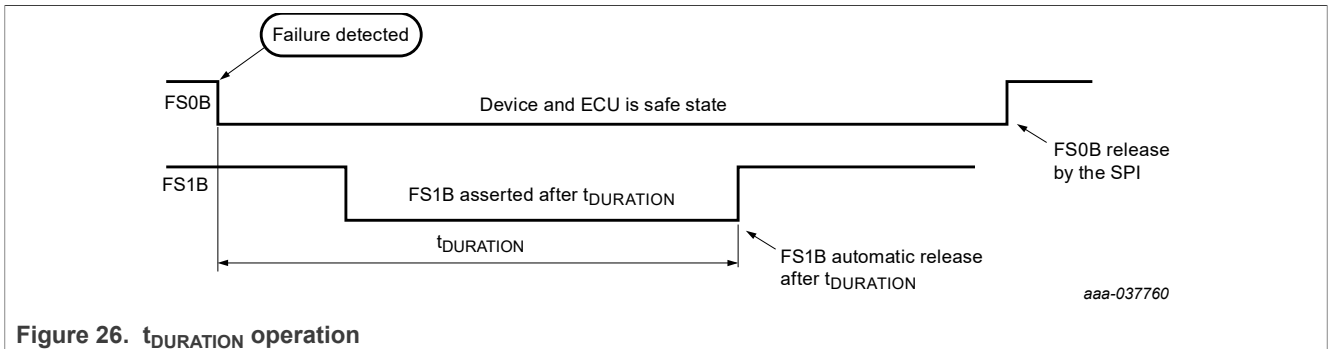 Failure detected
FS0B
Device and ECU is safe state
FS0B release
by the SPI
FS1B
FS1B asserted after tDURATION
tDURATION
FS1B automatic release
after tDURATION
aaa-037760
Figure 26. tDURATION operation